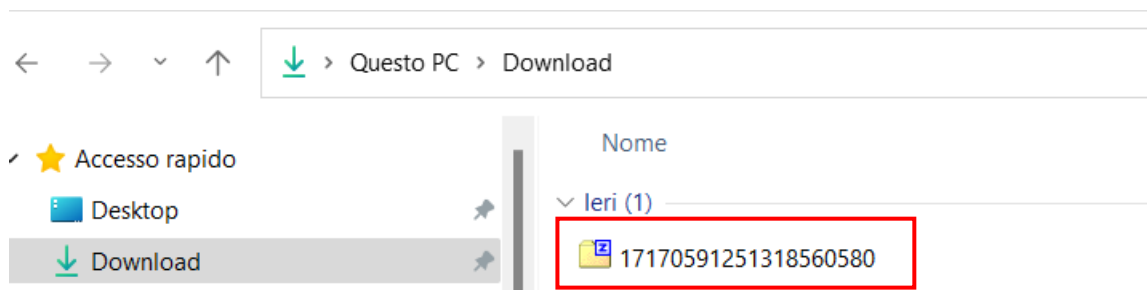 Questo PC > Download
Accesso rapido
Desktop
Download
Nome
Ieri (1)
17170591251318560580